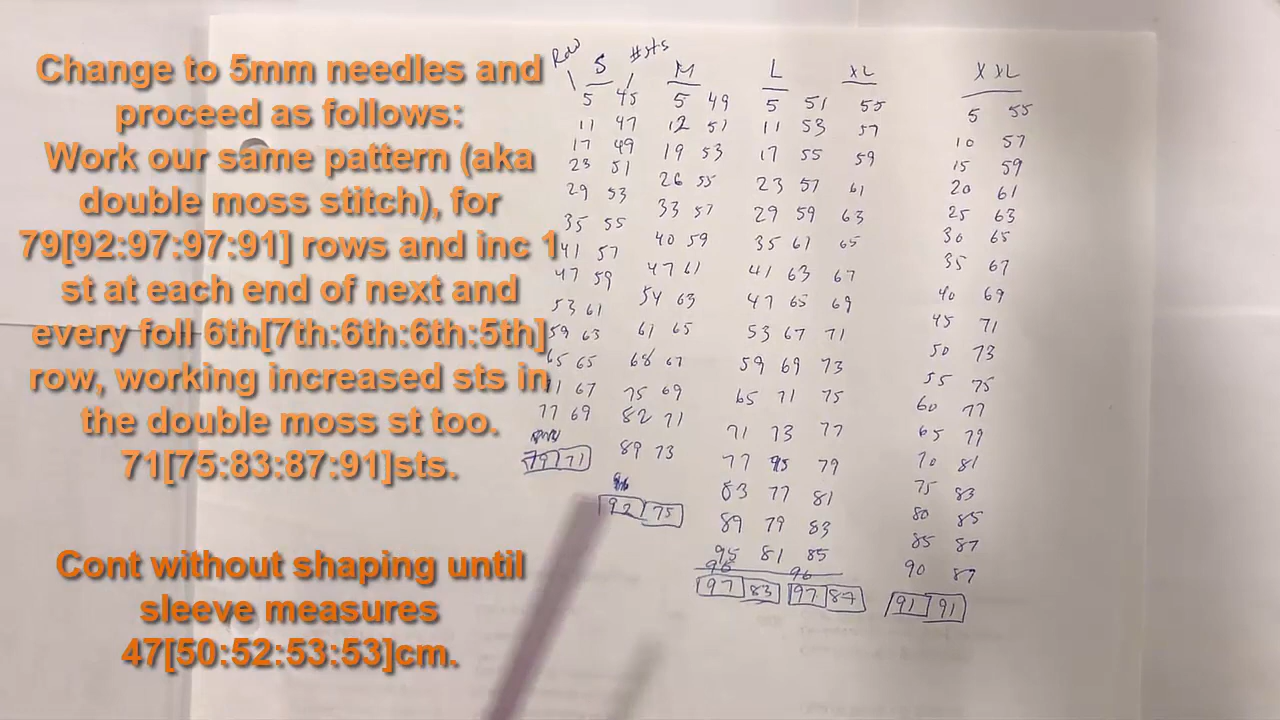 Change to 5mm needles and
proceed as follows:
Work our same pattern (aka
double moss stitch), for
79[92:97:97:91] rows and inc 1
st at each end of next and
every foll 6th[7th:6th:6th:5th]
row, working increased sts in
the double moss st too.
71[75:83:87:91]sts.
Cont without shaping until
sleeve measures
47[50:52:53:53]cm.
Row #sts
S M L XL XXL
5 45 5 49 5 51 55 5 55
11 47 12 51 11 53 57 10 57
17 49 19 53 17 55 59 15 59
23 51 26 55 23 57 61 20 61
29 53 33 57 29 59 63 25 63
35 55 40 59 35 61 65 30 65
41 57 47 61 41 63 67 35 67
47 59 54 63 47 65 69 40 69
53 61 61 65 53 67 71 45 71
59 63 68 67 59 69 73 50 73
65 65 75 69 65 71 75 55 75
71 67 82 71 71 73 77 60 77
77 69 89 73 77 79 65 79
79 71 92 75 83 77 81 70 81
89 79 83 75 83
95 81 85 80 85
96 96 85 87
97 83 97 87 90 87
91 91